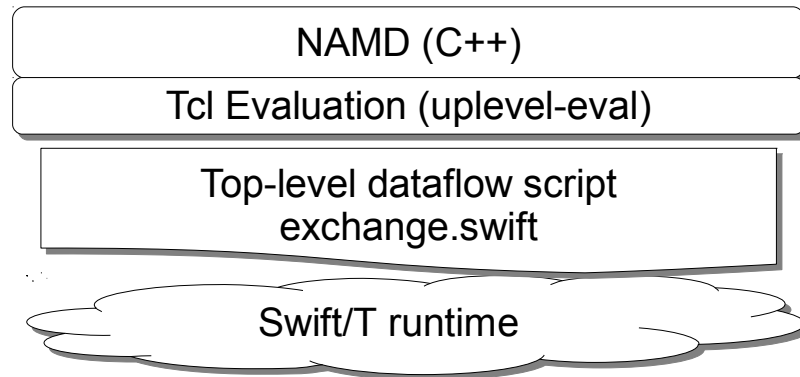 NAMD (C++)
Tcl Evaluation (uplevel-eval)
Top-level dataflow script
exchange.swift
Swift/T runtime